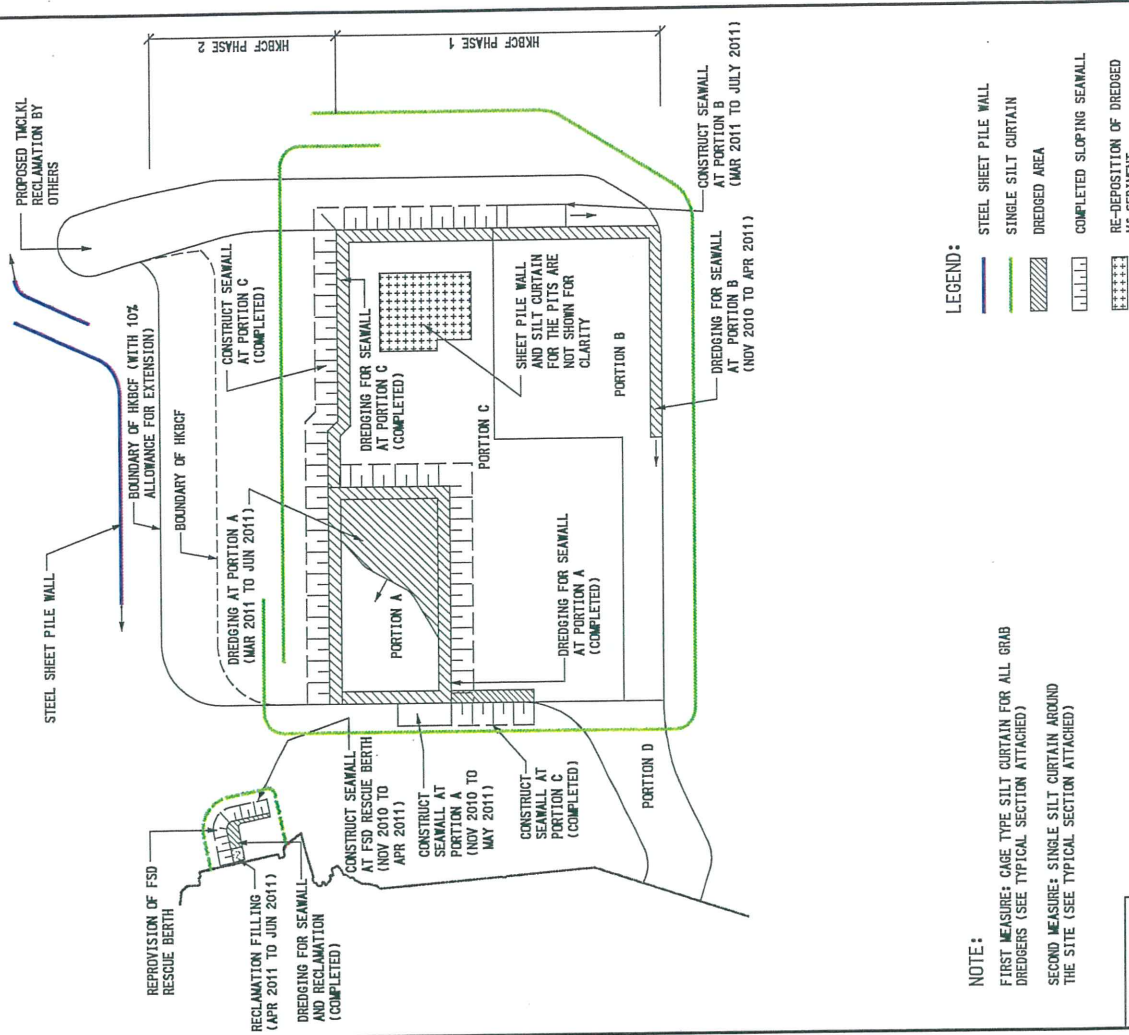 PROPOSED TMCLKL
RECLAMATION BY
OTHERS
HKBCF PHASE 2
HKBCF PHASE 1
STEEL SHEET PILE WALL
BOUNDARY OF HKBCF (WITH 10%
ALLOWANCE FOR EXTENSION)
BOUNDARY OF HKBCF
CONSTRUCT SEAWALL
AT PORTION C
(COMPLETED)
DREDGING AT PORTION A
(MAR 2011 TO JUN 2011)
DREDGING FOR SEAWALL
AT PORTION C
(COMPLETED)
CONSTRUCT SEAWALL
AT PORTION B
(MAR 2011 TO JULY 2011)
SHEET PILE WALL
AND SILT CURTAIN
FOR THE PITS ARE
NOT SHOWN FOR
CLARITY
PORTION A
PORTION C
PORTION B
DREDGING FOR SEAWALL
AT PORTION A
(COMPLETED)
DREDGING FOR SEAWALL
AT PORTION B
(NOV 2010 TO APR 2011)
REPROVISION OF FSD
RESCUE BERTH
RECLAMATION FILLING
(APR 2011 TO JUN 2011)
DREDGING FOR SEAWALL
AND RECLAMATION
(COMPLETED)
CONSTRUCT SEAWALL
AT FSD RESCUE BERTH
(NOV 2010 TO
APR 2011)
CONSTRUCT
SEAWALL AT
PORTION A
(NOV 2010 TO
MAY 2011)
CONSTRUCT
SEAWALL AT
PORTION C
(COMPLETED)
PORTION D
LEGEND:
STEEL SHEET PILE WALL
SINGLE SILT CURTAIN
DREDGED AREA
COMPLETED SLOPING SEAWALL
RE-DEPOSITION OF DREDGED
NOTE:
FIRST MEASURE: CAGE TYPE SILT CURTAIN FOR ALL GRAB
DREDGERS (SEE TYPICAL SECTION ATTACHED)
SECOND MEASURE: SINGLE SILT CURTAIN AROUND
THE SITE (SEE TYPICAL SECTION ATTACHED)